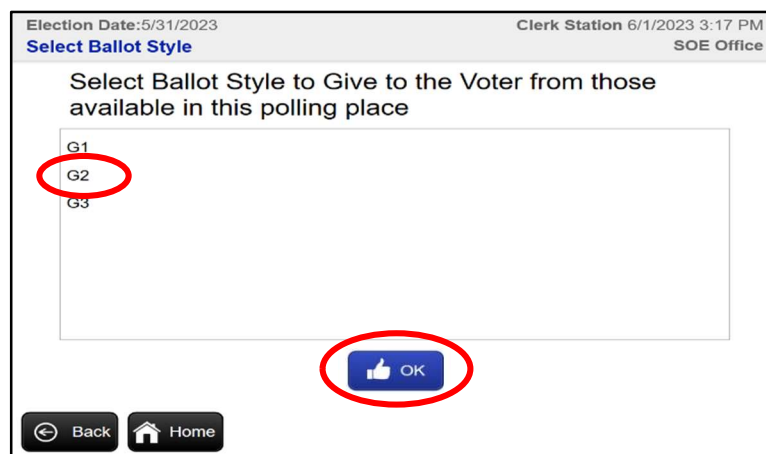 Election Date:5/31/2023 Clerk Station 6/1/2023 3:17 PM
Select Ballot Style SOE Office
Select Ballot Style to Give to the Voter from those
available in this polling place
G1
G2
G3
OK
Back Home